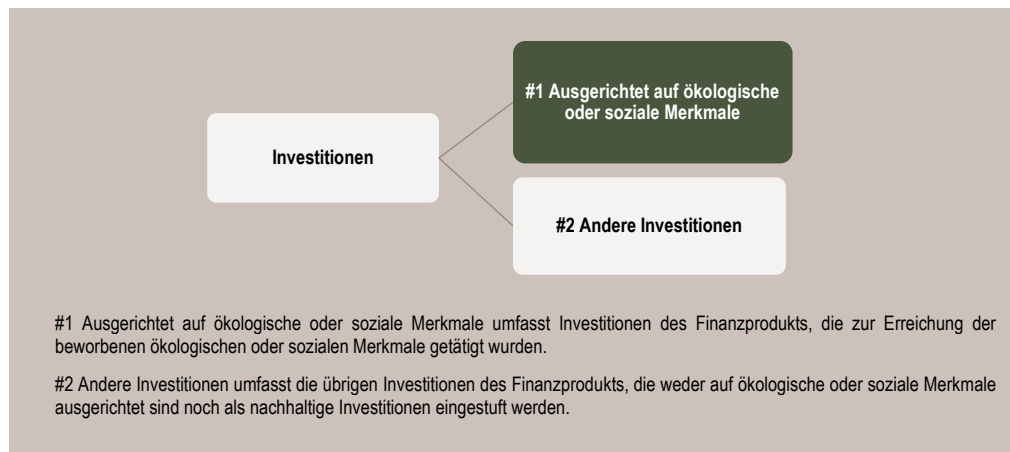 #1 Ausgerichtet auf ökologische
oder soziale Merkmale
Investitionen
#2 Andere Investitionen
#1 Ausgerichtet auf ökologische oder soziale Merkmale umfasst Investitionen des Finanzprodukts, die zur Erreichung der
beworbenen ökologischen oder sozialen Merkmale getätigt wurden.
#2 Andere Investitionen umfasst die übrigen Investitionen des Finanzprodukts, die weder auf ökologische oder soziale Merkmale
ausgerichtet sind noch als nachhaltige Investitionen eingestuft werden.